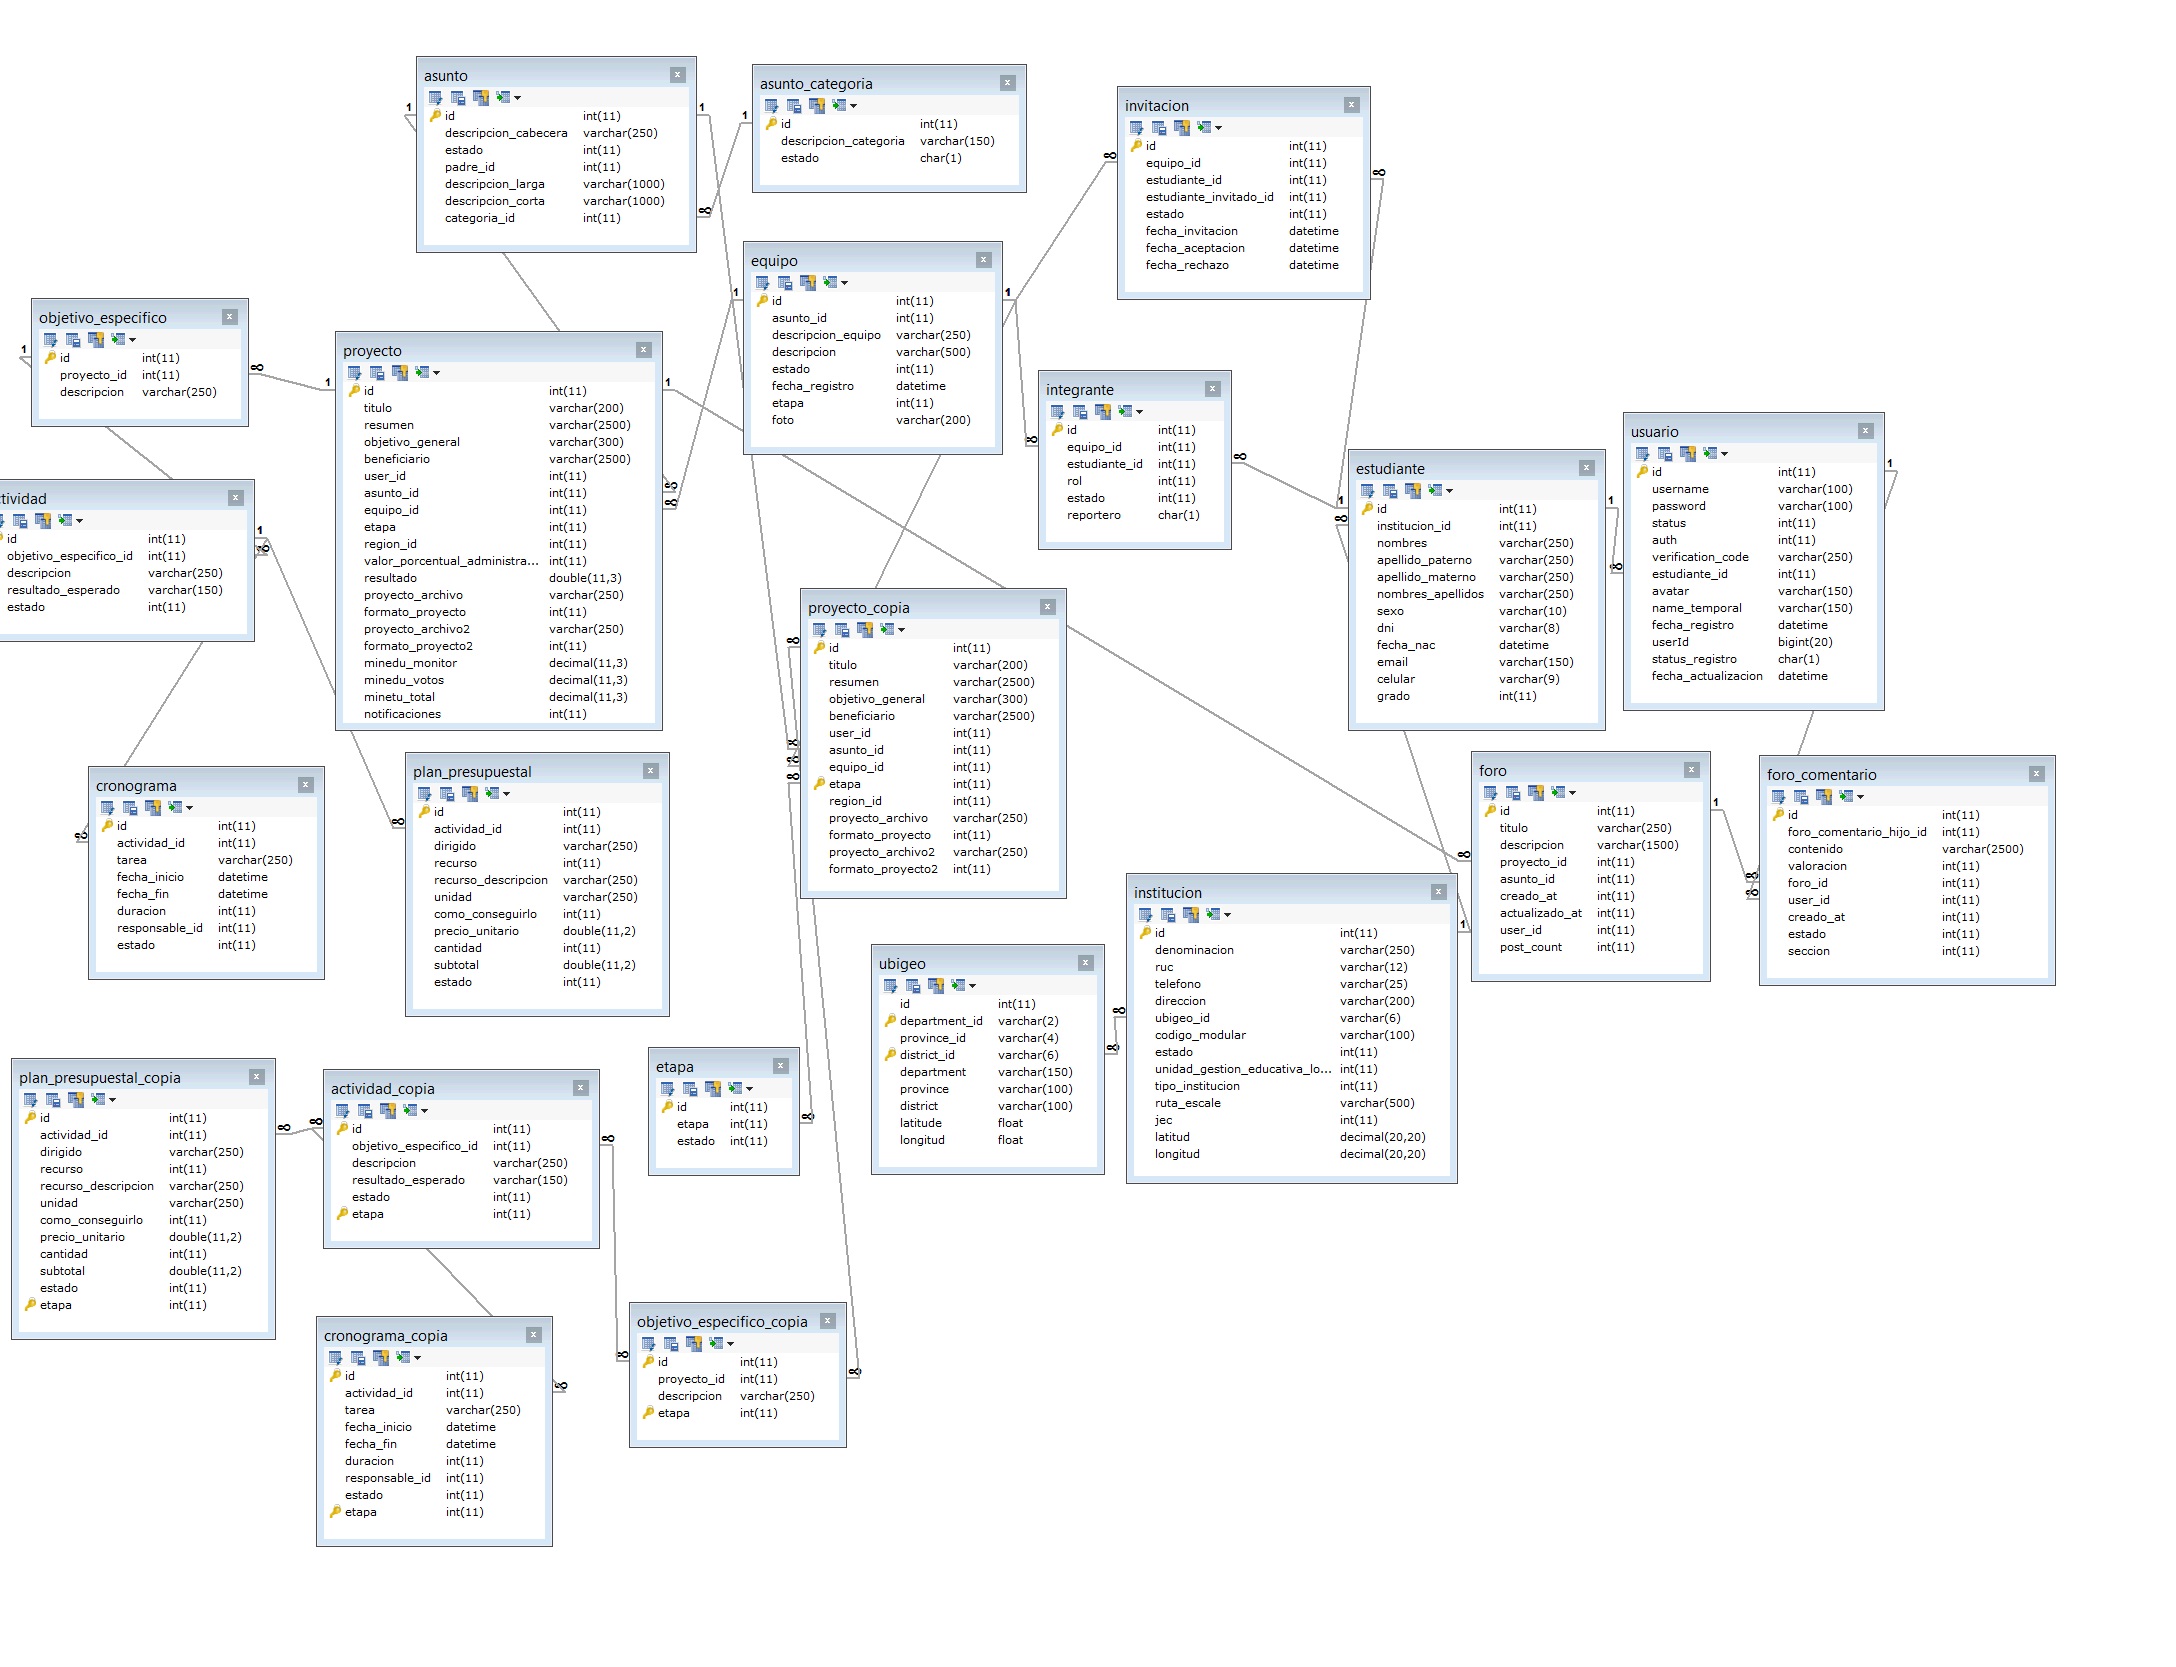 asunto
id int(11)
descripcion_cabecera varchar(250)
estado int(11)
padre_id int(11)
descripcion_larga varchar(1000)
descripcion_corta varchar(1000)
categoria_id int(11)
asunto_categoria
id int(11)
descripcion_categoria varchar(150)
estado char(1)
invitacion
id int(11)
equipo_id int(11)
estudiante_id int(11)
estudiante_invitado_id int(11)
estado int(11)
fecha_invitacion datetime
fecha_aceptacion datetime
fecha_rechazo datetime
equipo
id int(11)
asunto_id int(11)
descripcion_equipo varchar(250)
descripcion varchar(500)
estado int(11)
fecha_registro datetime
etapa int(11)
foto varchar(200)
objetivo_especifico
id int(11)
proyecto_id int(11)
descripcion varchar(250)
proyecto
id int(11)
titulo varchar(200)
resumen varchar(2500)
objetivo_general varchar(300)
beneficiario varchar(2500)
user_id int(11)
asunto_id int(11)
equipo_id int(11)
etapa int(11)
region_id int(11)
valor_porcentual_administra... int(11)
resultado double(11,3)
proyecto_archivo varchar(250)
formato_proyecto int(11)
proyecto_archivo2 varchar(250)
formato_proyecto2 int(11)
minedu_monitor decimal(11,3)
minedu_votos decimal(11,3)
minetu_total decimal(11,3)
notificaciones int(11)
integrante
id int(11)
equipo_id int(11)
estudiante_id int(11)
rol int(11)
estado int(11)
reportero char(1)
estudiante
id int(11)
institucion_id int(11)
nombres varchar(250)
apellido_paterno varchar(250)
apellido_materno varchar(250)
nombres_apellidos varchar(250)
sexo varchar(10)
dni varchar(8)
fecha_nac datetime
email varchar(150)
celular varchar(9)
grado int(11)
usuario
id int(11)
username varchar(100)
password varchar(100)
status int(11)
auth int(11)
verification_code varchar(250)
estudiante_id int(11)
avatar varchar(150)
name_temporal varchar(150)
fecha_registro datetime
userId bigint(20)
status_registro char(1)
fecha_actualizacion datetime
tividad
id int(11)
objetivo_especifico_id int(11)
descripcion varchar(250)
resultado_esperado varchar(150)
estado int(11)
proyecto_copia
id int(11)
titulo varchar(200)
resumen varchar(2500)
objetivo_general varchar(300)
beneficiario varchar(2500)
user_id int(11)
asunto_id int(11)
equipo_id int(11)
etapa int(11)
region_id int(11)
proyecto_archivo varchar(250)
formato_proyecto int(11)
proyecto_archivo2 varchar(250)
formato_proyecto2 int(11)
cronograma
id int(11)
actividad_id int(11)
tarea varchar(250)
fecha_inicio datetime
fecha_fin datetime
duracion int(11)
responsable_id int(11)
estado int(11)
plan_presupuestal
id int(11)
actividad_id int(11)
dirigido varchar(250)
recurso int(11)
recurso_descripcion varchar(250)
unidad varchar(250)
como_conseguirlo int(11)
precio_unitario double(11,2)
cantidad int(11)
subtotal double(11,2)
estado int(11)
foro
id int(11)
titulo varchar(250)
descripcion varchar(1500)
proyecto_id int(11)
asunto_id int(11)
creado_at int(11)
actualizado_at int(11)
user_id int(11)
post_count int(11)
foro_comentario
id int(11)
foro_comentario_hijo_id int(11)
contenido varchar(2500)
valoracion int(11)
foro_id int(11)
user_id int(11)
creado_at int(11)
estado int(11)
seccion int(11)
institucion
id int(11)
denominacion varchar(250)
ruc varchar(12)
telefono varchar(25)
direccion varchar(200)
ubigeo_id varchar(6)
codigo_modular varchar(100)
estado int(11)
unidad_gestion_educativa_lo... int(11)
tipo_institucion int(11)
ruta_escale varchar(500)
jec int(11)
latitud decimal(20,20)
longitud decimal(20,20)
ubigeo
id int(11)
department_id varchar(2)
province_id varchar(4)
district_id varchar(6)
department varchar(150)
province varchar(100)
district varchar(100)
latitude float
longitud float
etapa
id int(11)
etapa int(11)
estado int(11)
plan_presupuestal_copia
id int(11)
actividad_id int(11)
dirigido varchar(250)
recurso int(11)
recurso_descripcion varchar(250)
unidad varchar(250)
como_conseguirlo int(11)
precio_unitario double(11,2)
cantidad int(11)
subtotal double(11,2)
estado int(11)
etapa int(11)
actividad_copia
id int(11)
objetivo_especifico_id int(11)
descripcion varchar(250)
resultado_esperado varchar(150)
estado int(11)
etapa int(11)
cronograma_copia
id int(11)
actividad_id int(11)
tarea varchar(250)
fecha_inicio datetime
fecha_fin datetime
duracion int(11)
responsable_id int(11)
estado int(11)
etapa int(11)
objetivo_especifico_copia
id int(11)
proyecto_id int(11)
descripcion varchar(250)
etapa int(11)